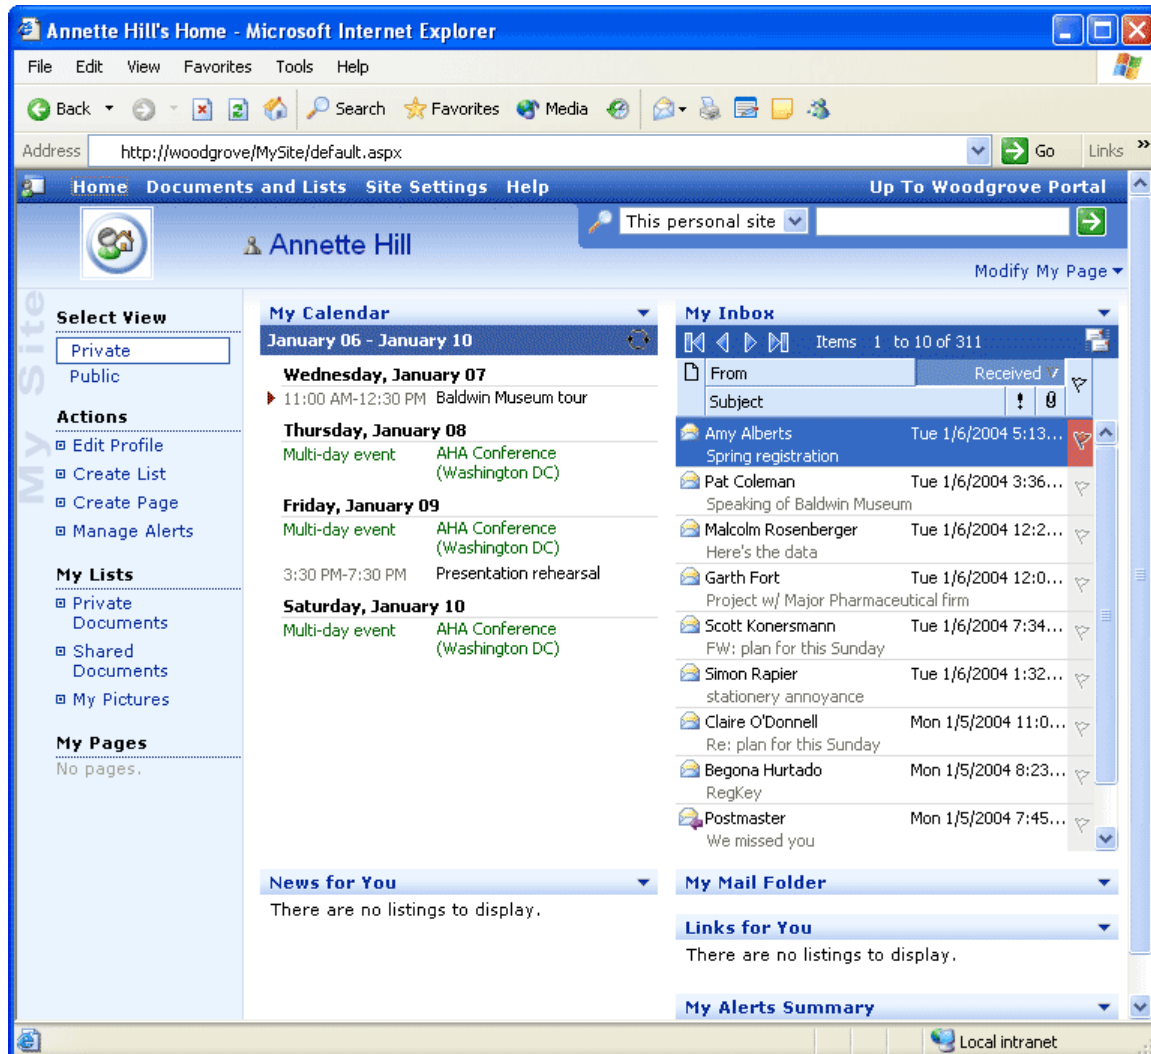 Annette Hill's Home - Microsoft Internet Explorer
File Edit View Favorites Tools Help
Back Search Favorites Media
Address http://woodgrove/MySite/default.aspx Go Links »
Home Documents and Lists Site Settings Help Up To Woodgrove Portal
This personal site
Annette Hill
Modify My Page
My Site
Select View
Private
Public
Actions
Edit Profile
Create List
Create Page
Manage Alerts
My Lists
Private
Documents
Shared
Documents
My Pictures
My Pages
No pages.
My Calendar
January 06 - January 10
Wednesday, January 07
11:00 AM-12:30 PM Baldwin Museum tour
Thursday, January 08
Multi-day event AHA Conference
(Washington DC)
Friday, January 09
Multi-day event AHA Conference
(Washington DC)
3:30 PM-7:30 PM Presentation rehearsal
Saturday, January 10
Multi-day event AHA Conference
(Washington DC)
News for You
There are no listings to display.
My Inbox
Items 1 to 10 of 311
From Received
Subject
Amy Alberts Tue 1/6/2004 5:13...
Spring registration
Pat Coleman Tue 1/6/2004 3:36...
Speaking of Baldwin Museum
Malcolm Rosenberger Tue 1/6/2004 12:2...
Here's the data
Garth Fort Tue 1/6/2004 12:0...
Project w/ Major Pharmaceutical firm
Scott Konersmann Tue 1/6/2004 7:34...
FW: plan for this Sunday
Simon Rapier Tue 1/6/2004 1:32...
stationery annoyance
Claire O'Donnell Mon 1/5/2004 11:0...
Re: plan for this Sunday
Begona Hurtado Mon 1/5/2004 8:23...
RegKey
Postmaster Mon 1/5/2004 7:45...
We missed you
My Mail Folder
Links for You
There are no listings to display.
My Alerts Summary
Local intranet